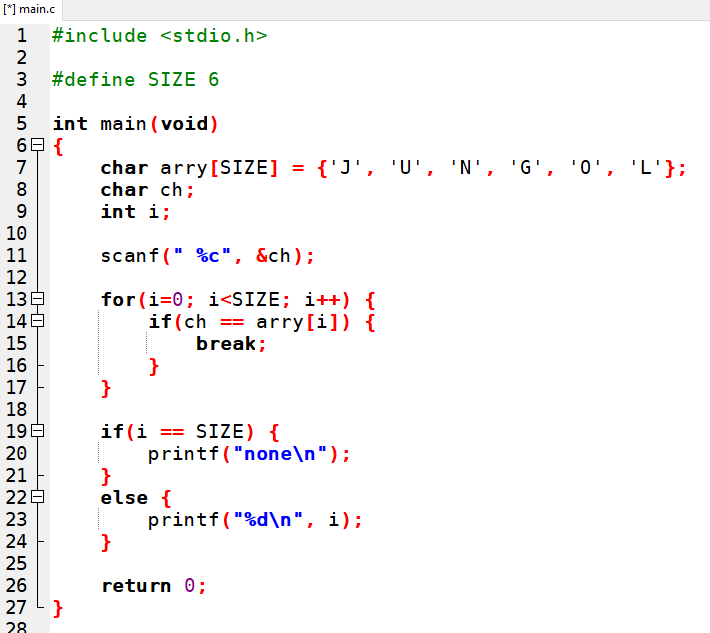 [*] main.c
1 #include <stdio.h>
2
3 #define SIZE 6
4
5 int main(void)
6 {
7     char arry[SIZE] = {'J', 'U', 'N', 'G', 'O', 'L'};
8     char ch;
9     int i;
10
11     scanf(" %c", &ch);
12
13     for(i=0; i<SIZE; i++) {
14         if(ch == arry[i]) {
15             break;
16         }
17     }
18
19     if(i == SIZE) {
20         printf("none\n");
21     }
22     else {
23         printf("%d\n", i);
24     }
25
26     return 0;
27 }
28